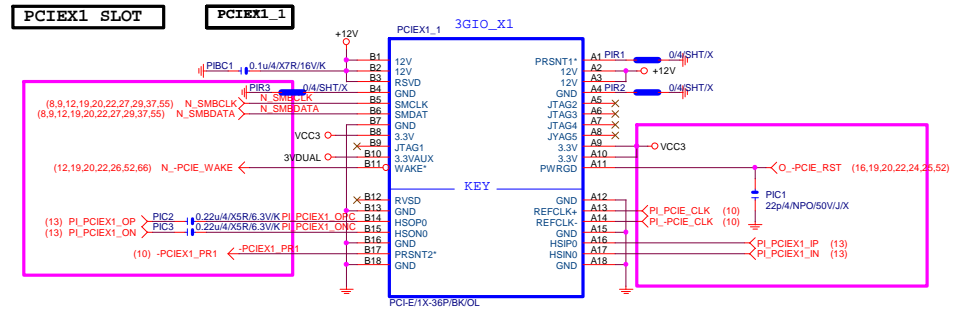 PCIEX1 SLOT
PCIEX1_1
3GIO_X1
PCIEX1_1
+12V
PIBC1 0.1u/4/X7R/16V/K
PIR3 0/4/SHT/X
(8,9,12,19,20,22,27,29,37,55) N_SMBCLK N_SMBCLK
(8,9,12,19,20,22,27,29,37,55) N_SMBDATA N_SMBDATA
VCC3
3VDUAL
(12,19,20,22,26,52,66) N_-PCIE_WAKE
PIC2 0.22u/4/X5R/6.3V/K PI_PCIEX1_OPC
(13) PI_PCIEX1_OP
PIC3 0.22u/4/X5R/6.3V/K PI_PCIEX1_ONC
(13) PI_PCIEX1_ON
(10) -PCIEX1_PR1 -PCIEX1_PR1
B1 12V
B2 12V
B3 RSVD
B4 GND
B5 SMCLK
B6 SMDAT
B7 GND
B8 3.3V
B9 JTAG1
B10 3.3VAUX
B11 WAKE*
KEY
B12 RVSD
B13 GND
B14 HSOP0
B15 HSON0
B16 GND
B17 PRSNT2*
B18 GND
PRSNT1* A1
12V A2
12V A3
GND A4
JTAG2 A5
JTAG3 A6
JTAG4 A7
JYAG5 A8
3.3V A9
3.3V A10
PWRGD A11
GND A12
REFCLK+ A13
REFCLK- A14
GND A15
HSIP0 A16
HSIN0 A17
GND A18
PIR1 0/4/SHT/X
+12V
PIR2 0/4/SHT/X
VCC3
O_-PCIE_RST (16,19,20,22,24,25,52)
PIC1
22p/4/NPO/50V/J/X
PI_PCIE_CLK (10)
PI_-PCIE_CLK (10)
PI_PCIEX1_IP (13)
PI_PCIEX1_IN (13)
PCI-E/1X-36P/BK/OL